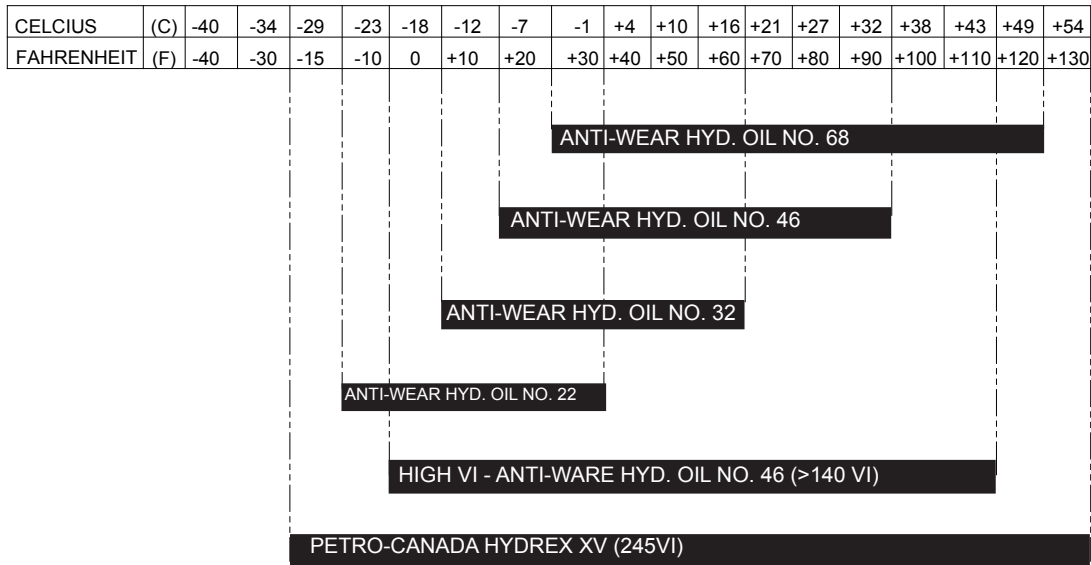 CELCIUS (C) -40 -34 -29 -23 -18 -12 -7 -1 +4 +10 +16 +21 +27 +32 +38 +43 +49 +54
FAHRENHEIT (F) -40 -30 -15 -10 0 +10 +20 +30 +40 +50 +60 +70 +80 +90 +100 +110 +120 +130
ANTI-WEAR HYD. OIL NO. 68
ANTI-WEAR HYD. OIL NO. 46
ANTI-WEAR HYD. OIL NO. 32
ANTI-WEAR HYD. OIL NO. 22
HIGH VI - ANTI-WARE HYD. OIL NO. 46 (>140 VI)
PETRO-CANADA HYDREX XV (245VI)